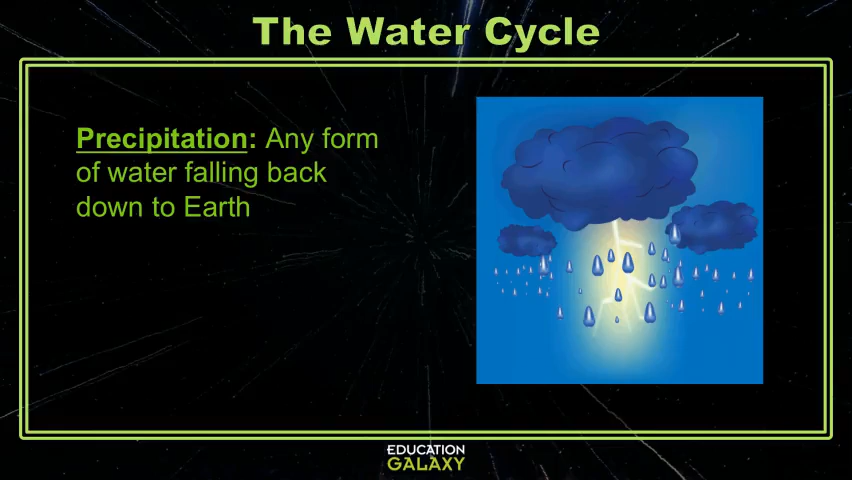 The Water Cycle
Precipitation: Any form
of water falling back
down to Earth
EDUCATION
GALAXY